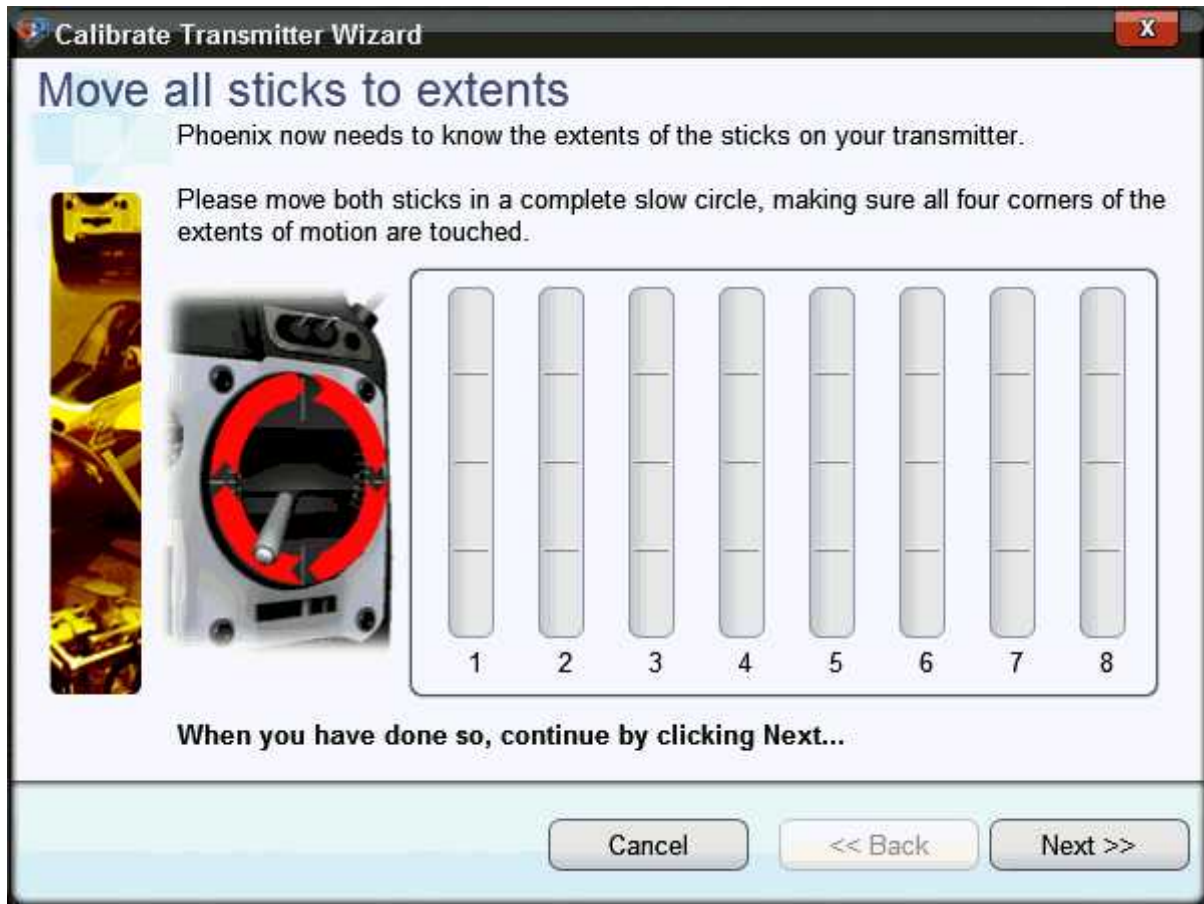 Calibrate Transmitter Wizard
X
Move all sticks to extents
Phoenix now needs to know the extents of the sticks on your transmitter.
Please move both sticks in a complete slow circle, making sure all four corners of the
extents of motion are touched.
1 2 3 4 5 6 7 8
When you have done so, continue by clicking Next...
Cancel << Back Next >>